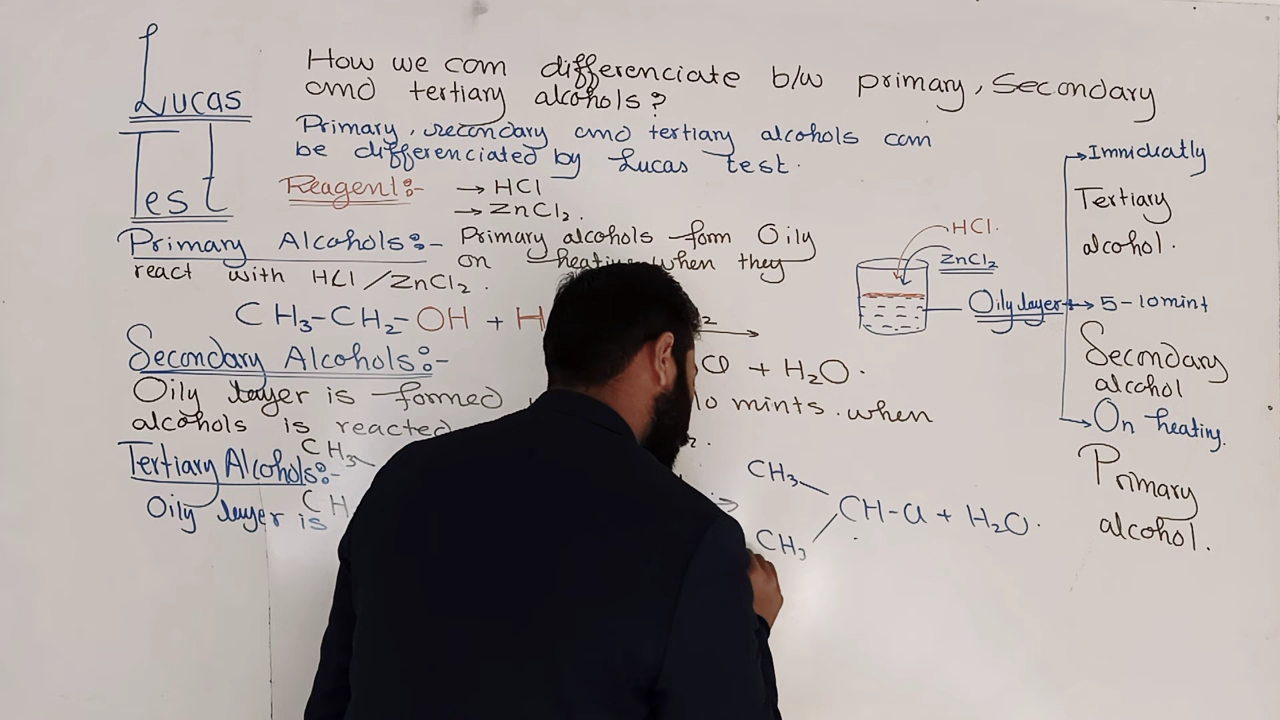 Lucas
Test
How we can differenciate b/w primary, Secondary
and tertiary alcohols?
Primary, secondary and tertiary alcohols can
be differenciated by Lucas test.
Reagent:- → HCl
→ ZnCl2.
Primary Alcohols:- Primary alcohols form Oily
on heating when they
react with HCl/ZnCl2.
CH3-CH2-OH + H
Cl + H2O.
Secondary Alcohols:-
Oily layer is formed 10 mints. when
alcohols is reacted
CH3
CH3 CH-Cl + H2O.
CH3
Tertiary Alcohols:-
Oily layer is
HCl.
ZnCl2
Oily layer
→ Immidiatly
Tertiary
alcohol.
→ 5-10mint
Secondary
alcohol
→ On heating.
Primary
alcohol.